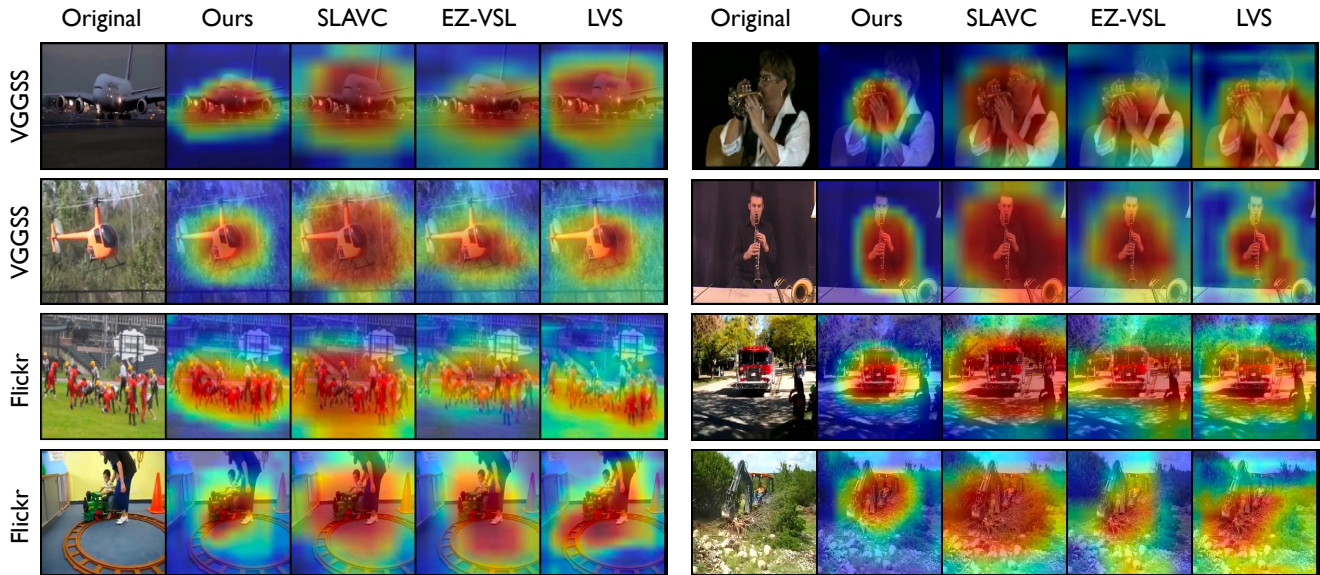 Original Ours SLAVC EZ-VSL LVS Original Ours SLAVC EZ-VSL LVS
VGGSS
VGGSS
Flickr
Flickr